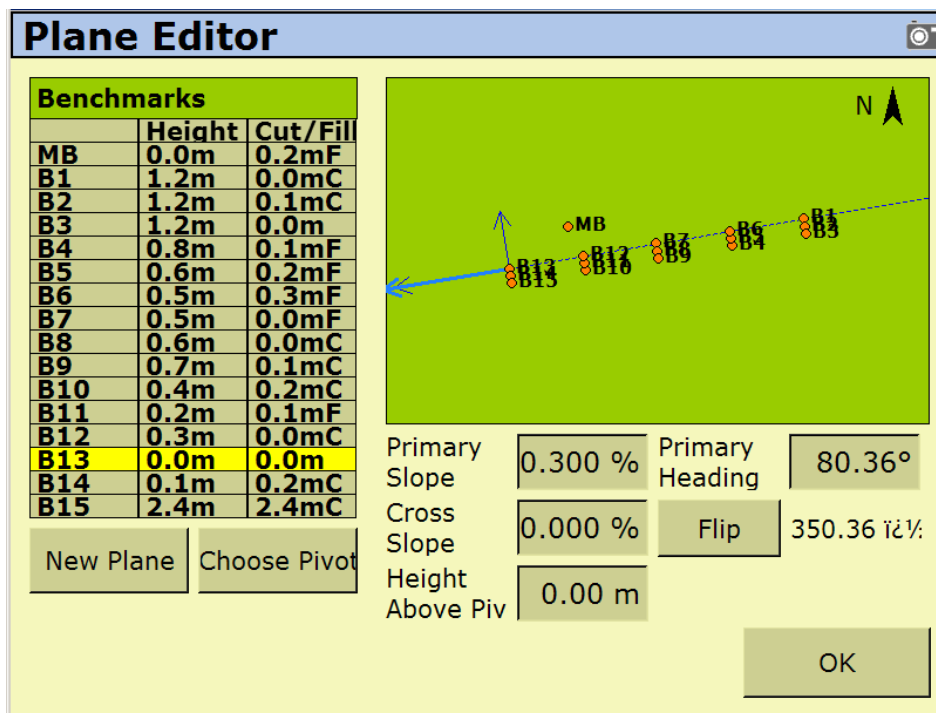 Plane Editor
Benchmarks
Height Cut/Fill
MB 0.0m 0.2mF
B1 1.2m 0.0mC
B2 1.2m 0.1mC
B3 1.2m 0.0m
B4 0.8m 0.1mF
B5 0.6m 0.2mF
B6 0.5m 0.3mF
B7 0.5m 0.0mF
B8 0.6m 0.0mC
B9 0.7m 0.1mC
B10 0.4m 0.2mC
B11 0.2m 0.1mF
B12 0.3m 0.0mC
B13 0.0m 0.0m
B14 0.1m 0.2mC
B15 2.4m 2.4mC
New Plane Choose Pivot
N
MB
B1
B2
B3
B6
B4
B7
B8
B9
B12
B11
B10
B13
B14
B15
Primary Slope 0.300 % Primary Heading 80.36°
Cross Slope 0.000 % Flip 350.36 ï¿½
Height Above Piv 0.00 m
OK